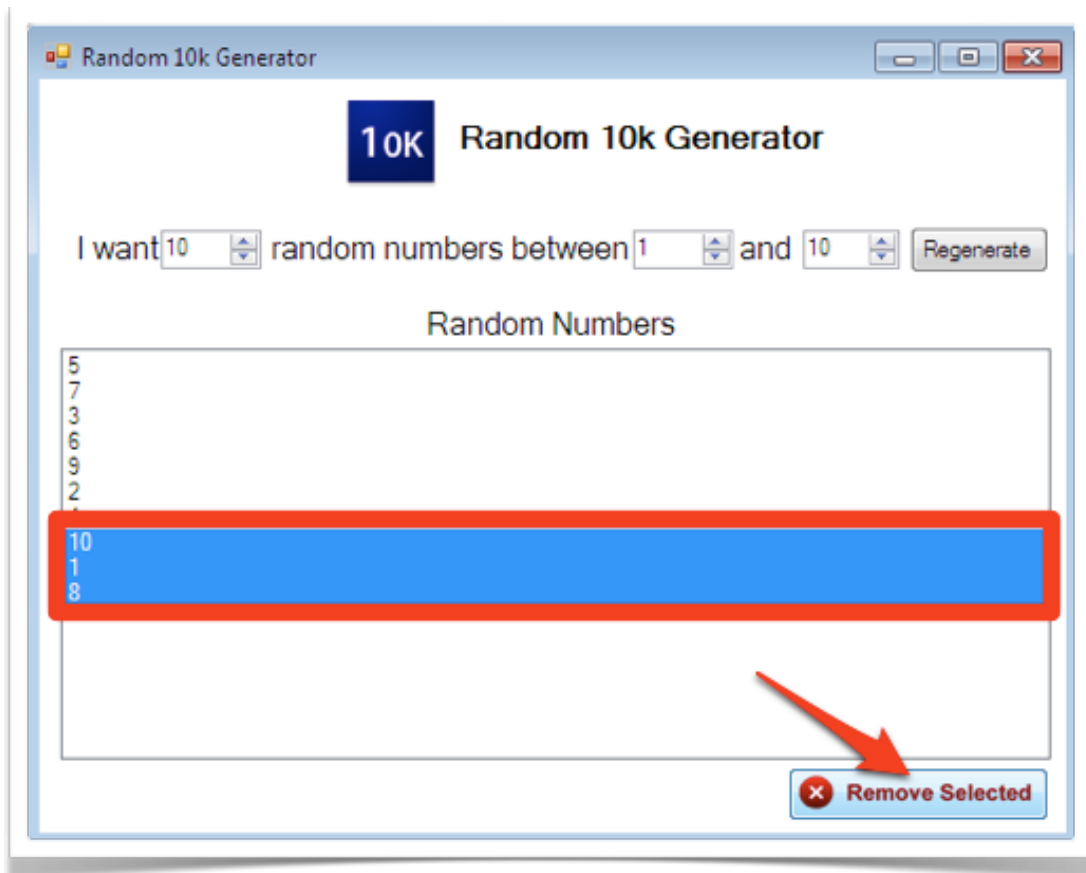 Random 10k Generator
10K Random 10k Generator
I want 10 random numbers between 1 and 10 Regenerate
Random Numbers
5
7
3
6
9
2
10
1
8
Remove Selected